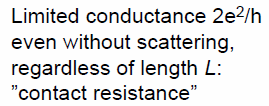 Limited conductance 2e²/h
even without scattering,
regardless of length L:
”contact resistance”